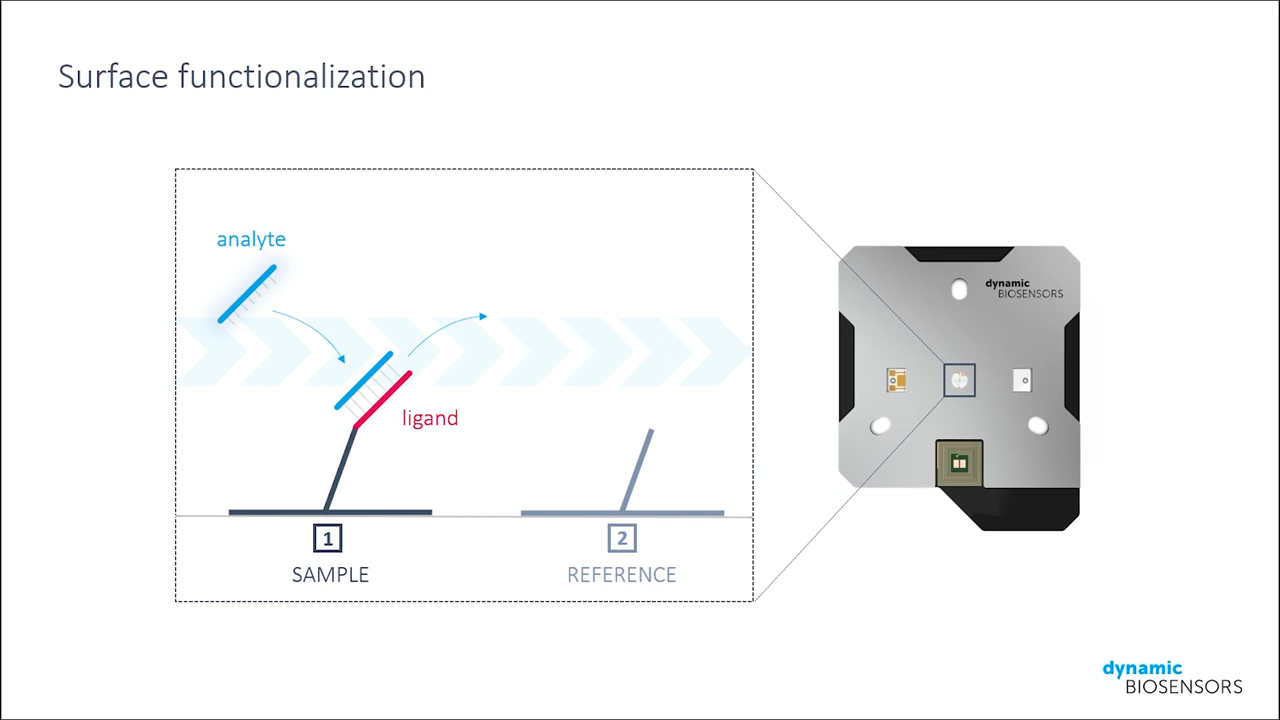 Surface functionalization
analyte
ligand
1
SAMPLE
2
REFERENCE
dynamic
BIOSENSORS
dynamic
BIOSENSORS